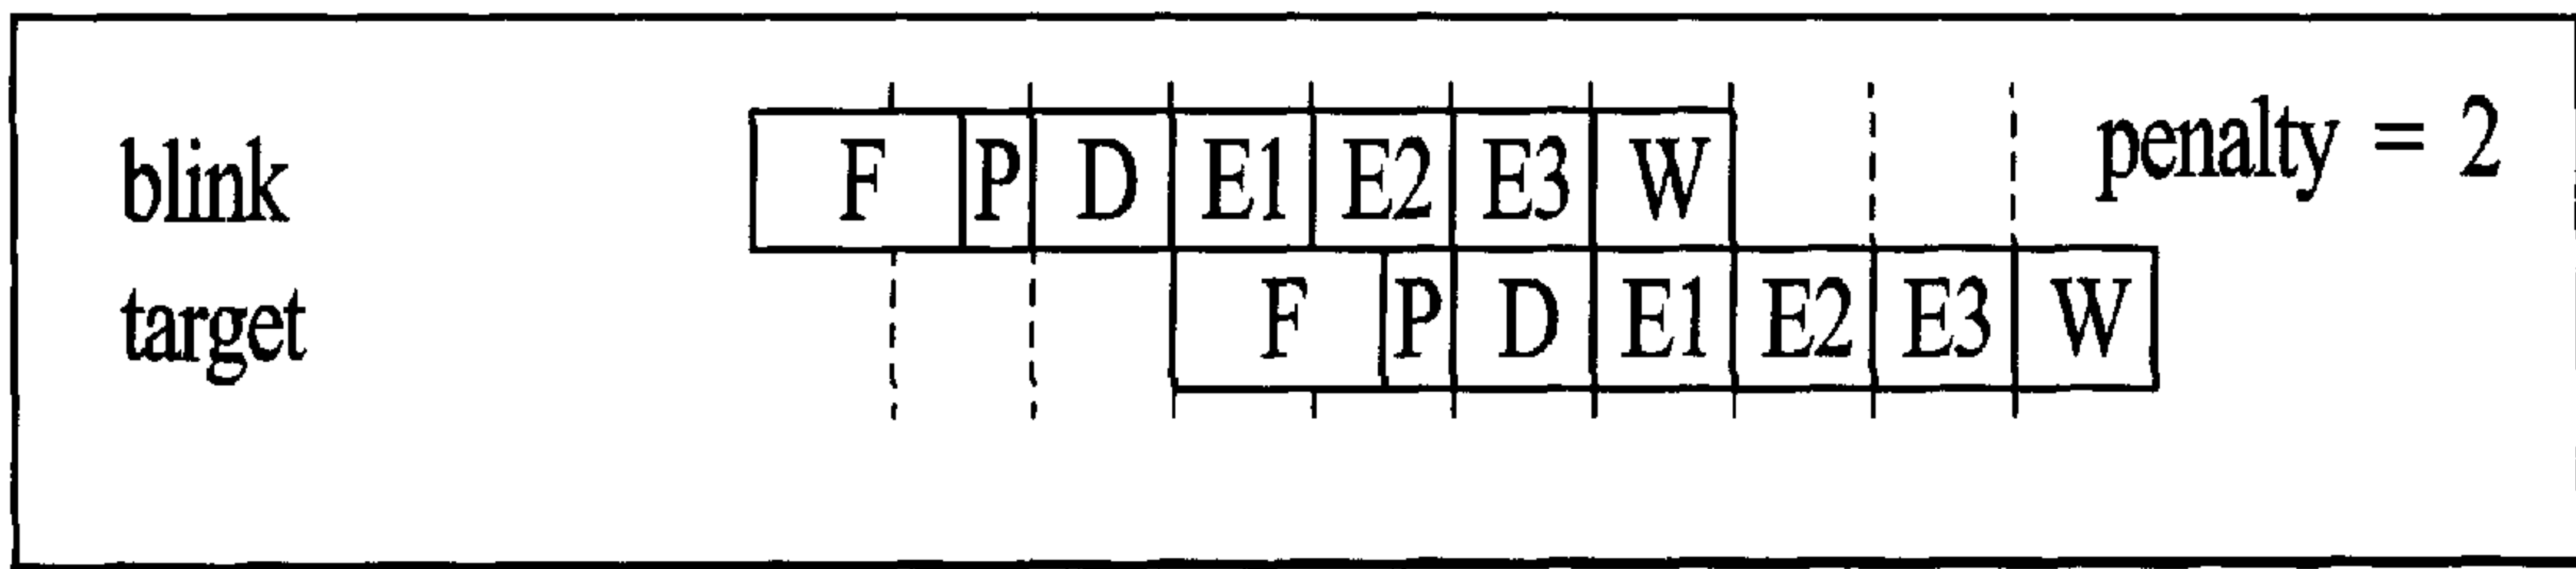 blink F P D E1 E2 E3 W penalty = 2
target F P D E1 E2 E3 W